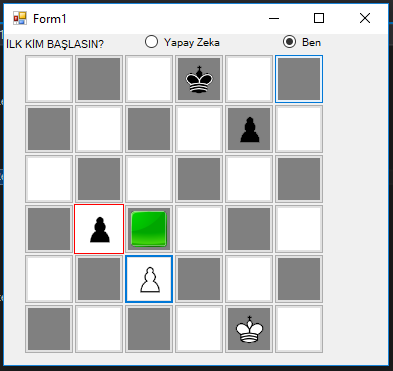 Form1
İLK KİM BAŞLASIN?
Yapay Zeka
Ben